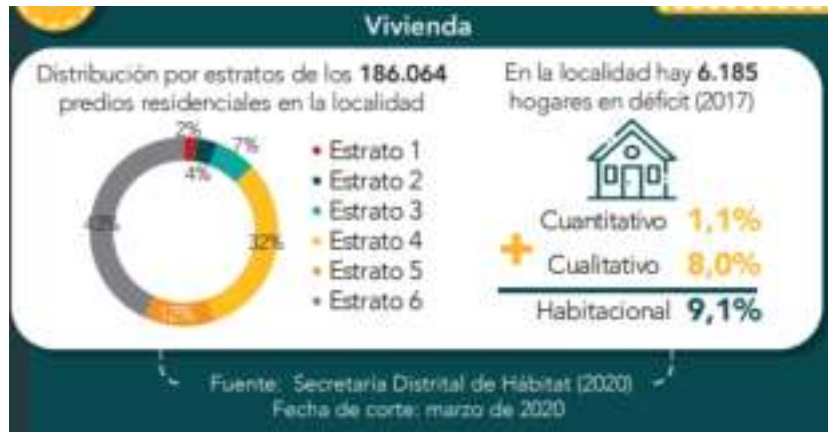 Vivienda
Distribución por estratos de los 186.064
predios residenciales en la localidad
2%
7%
4%
32%
• Estrato 1
• Estrato 2
• Estrato 3
• Estrato 4
• Estrato 5
• Estrato 6
En la localidad hay 6.185
hogares en déficit (2017)
Cuantitativo 1,1%
+
Cualitativo 8,0%
Habitacional 9,1%
Fuente: Secretaría Distrital de Hábitat (2020)
Fecha de corte: marzo de 2020